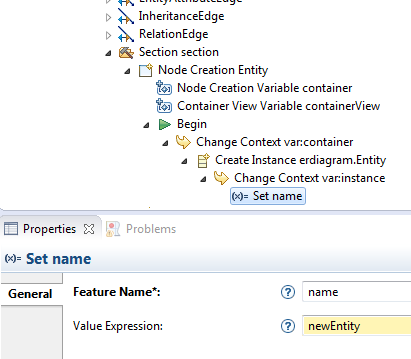 EntityAttributeEdge
InheritanceEdge
RelationEdge
Section section
Node Creation Entity
Node Creation Variable container
Container View Variable containerView
Begin
Change Context var:container
Create Instance erdiagram.Entity
Change Context var:instance
(x)= Set name
Properties Problems
(x)= Set name
General
Feature Name*: ? name
Value Expression: ? newEntity